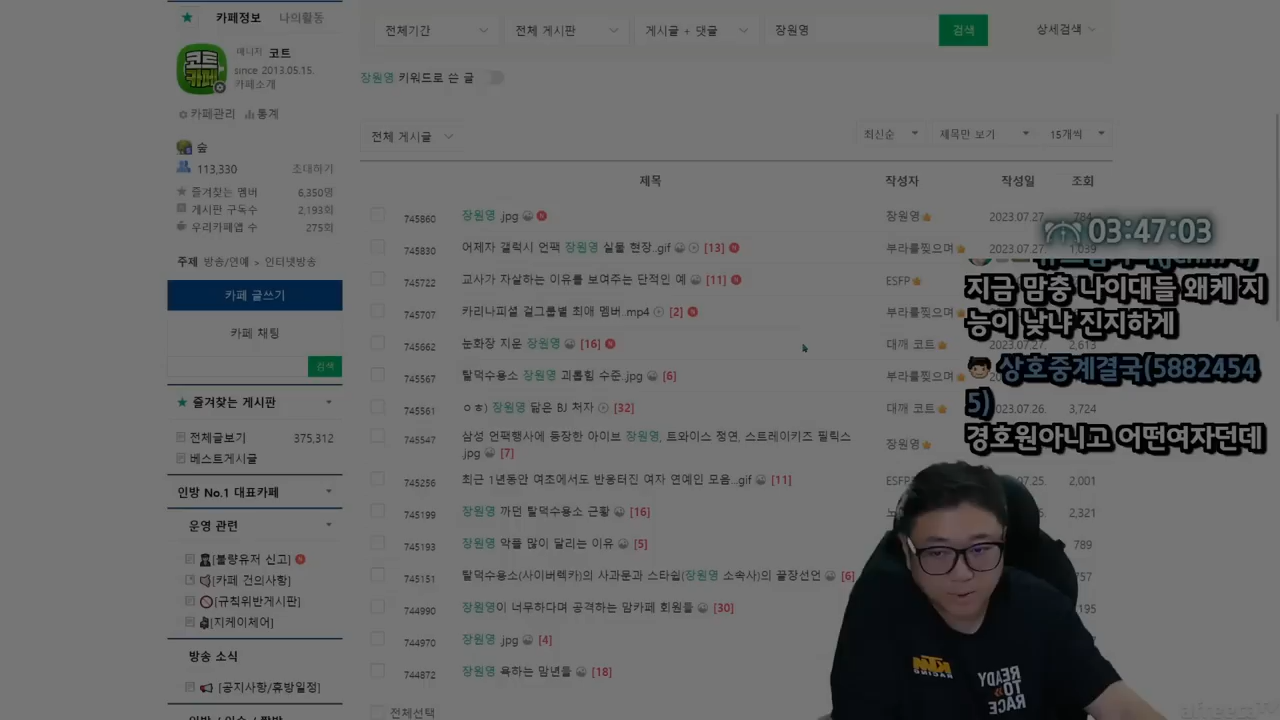 카페정보 나의활동
매니저 코트
since 2013.05.15.
카페소개
카페관리 통계
숲
113,330 초대하기
즐겨찾는 멤버 6,350명
게시판 구독수 2,193회
우리카페앱 수 275회
주제 방송/연예 > 인터넷방송
카페 글쓰기
카페 채팅
검색
즐겨찾는 게시판
전체글보기 375,312
베스트게시글
인방 No.1 대표카페
운영 관련
[불량유저 신고]
[카페 건의사항]
[규칙위반게시판]
[지케이체어]
방송 소식
[공지사항/휴방일정]
전체기간 전체 게시판 게시글 + 댓글 장원영 검색 상세검색
장원영 키워드로 쓴 글
전체 게시글 최신순 제목만 보기 15개씩
제목 작성자 작성일 조회
745860 장원영 .jpg 장원영 2023.07.27. 784
745830 어제자 갤럭시 언팩 장원영 실물 현장..gif [13] 부라를찢으며 2023.07.27. 1,039
745722 교사가 자살하는 이유를 보여주는 단적인 예 [11] ESFP
745707 카리나피셜 걸그룹별 최애 멤버.mp4 [2] 부라를찢으며
745662 눈화장 지운 장원영 [16] 대깨 코트 2023.07.27. 2,613
745567 탈덕수용소 장원영 괴롭힘 수준.jpg [6] 부라를찢으며
745561 ㅇㅎ) 장원영 닮은 BJ 처자 [32] 대깨 코트 2023.07.26. 3,724
745547 삼성 언팩행사에 등장한 아이브 장원영, 트와이스 정연, 스트레이키즈 필릭스
.jpg [7] 장원영
745256 최근 1년동안 여초에서도 반응터진 여자 연예인 모음..gif [11] ESFP 2,001
745199 장원영 까던 탈덕수용소 근황 [16] 2,321
745193 장원영 악플 많이 달리는 이유 [5] 789
745151 탈덕수용소(사이버렉카)의 사과문과 스타쉽(장원영 소속사)의 끝장선언 [6] 757
744990 장원영이 너무하다며 공격하는 맘카페 회원들 [30] 195
744970 장원영 .jpg [4]
744872 장원영 욕하는 맘년들 [18]
전체선택
03:47:03
지금 맘충 나이대들 왜케 지
능이 낮냐 진지하게
상호중계결국(5882454
5)
경호원아니고 어떤여자던데
KTM
RACING
READY
TO
RACE